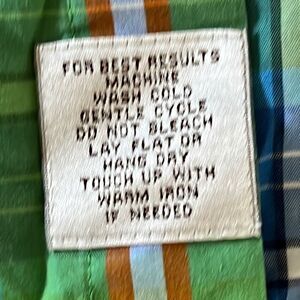 FOR BEST RESULTS
MACHINE
WASH COLD
GENTLE CYCLE
DO NOT BLEACH
LAY FLAT OR
HANG DRY
TOUCH UP WITH
WARM IRON
IF NEEDED